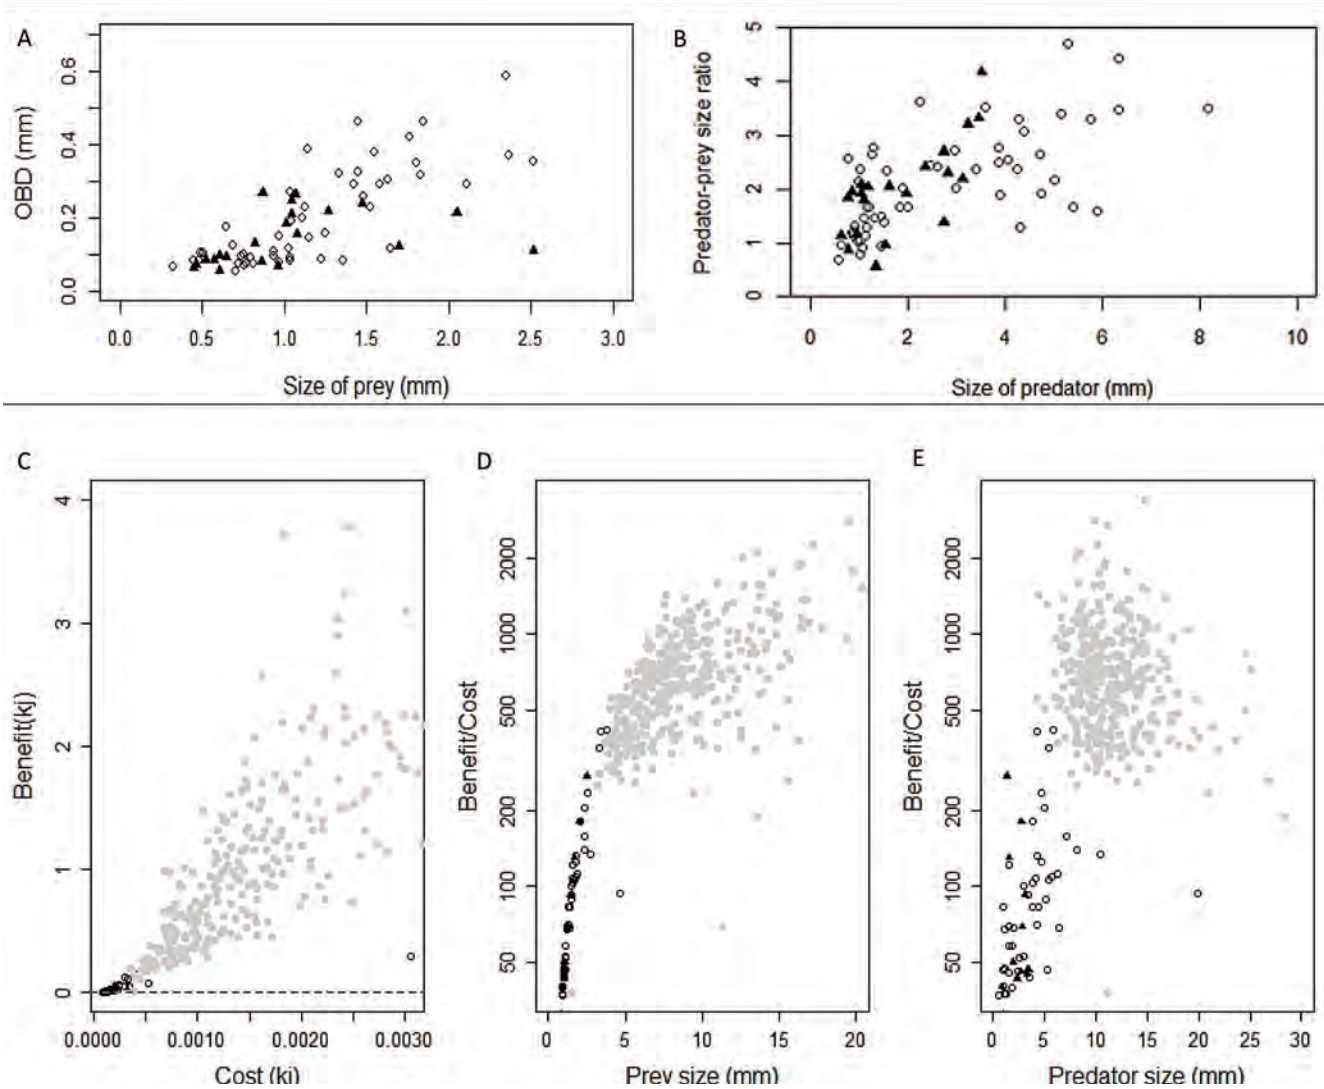 A
OBD (mm)
0.6
0.4
0.2
0.0
0.0 0.5 1.0 1.5 2.0 2.5 3.0
Size of prey (mm)
B
Predator-prey size ratio
5
4
3
2
1
0
0 2 4 6 8 10
Size of predator (mm)
C
Benefit(kj)
4
3
2
1
0
0.0000 0.0010 0.0020 0.0030
Cost (kj)
D
Benefit/Cost
2000
1000
500
200
100
50
0 5 10 15 20
Prey size (mm)
E
Benefit/Cost
2000
1000
500
200
100
50
0 5 10 15 20 25 30
Predator size (mm)